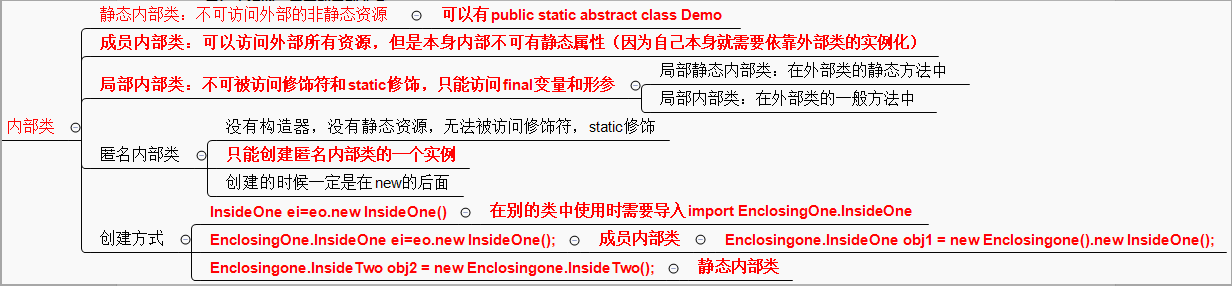 静态内部类：不可访问外部的非静态资源
可以有public static abstract class Demo
成员内部类：可以访问外部所有资源，但是本身内部不可有静态属性（因为自己本身就需要依靠外部类的实例化）
局部内部类：不可被访问修饰符和static修饰，只能访问final变量和形参
局部静态内部类：在外部类的静态方法中
局部内部类：在外部类的一般方法中
内部类
匿名内部类
没有构造器，没有静态资源，无法被访问修饰符，static修饰
只能创建匿名内部类的一个实例
创建的时候一定是在new的后面
创建方式
InsideOne ei=eo.new InsideOne()
在别的类中使用时需要导入import EnclosingOne.InsideOne
EnclosingOne.InsideOne ei=eo.new InsideOne();
成员内部类
Enclosingone.InsideOne obj1 = new Enclosingone().new InsideOne();
Enclosingone.InsideTwo obj2 = new Enclosingone.InsideTwo();
静态内部类